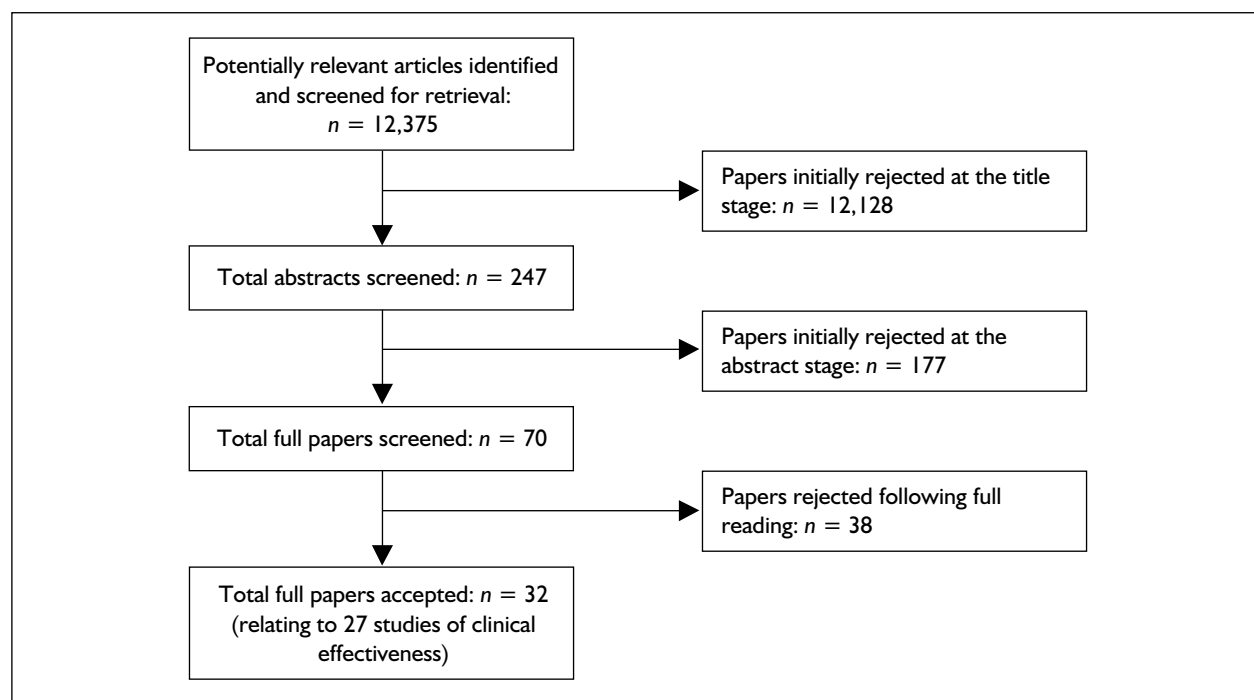 Potentially relevant articles identified
and screened for retrieval:
n = 12,375
Papers initially rejected at the title
stage: n = 12,128
Total abstracts screened: n = 247
Papers initially rejected at the
abstract stage: n = 177
Total full papers screened: n = 70
Papers rejected following full
reading: n = 38
Total full papers accepted: n = 32
(relating to 27 studies of clinical
effectiveness)